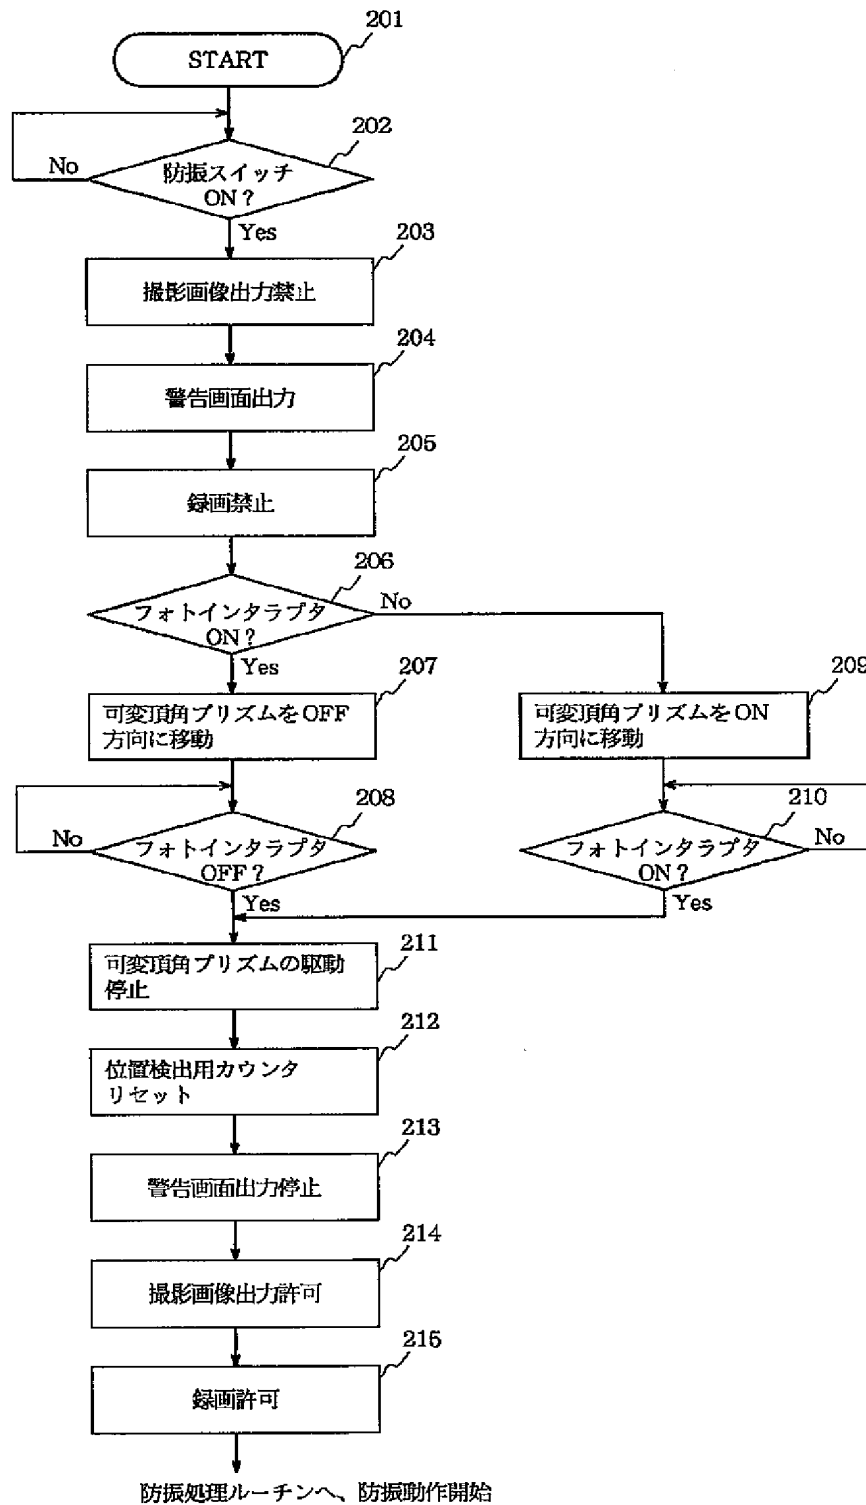 201
START
202
防振スイッチ
ON?
No
Yes
203
撮影画像出力禁止
204
警告画面出力
205
録画禁止
206
フォトインタラプタ
ON?
No
Yes
207
可変頂角プリズムをOFF
方向に移動
209
可変頂角プリズムをON
方向に移動
208
フォトインタラプタ
OFF?
No
Yes
210
フォトインタラプタ
ON?
No
Yes
211
可変頂角プリズムの駆動
停止
212
位置検出用カウンタ
リセット
213
警告画面出力停止
214
撮影画像出力許可
215
録画許可
防振処理ルーチンへ、防振動作開始